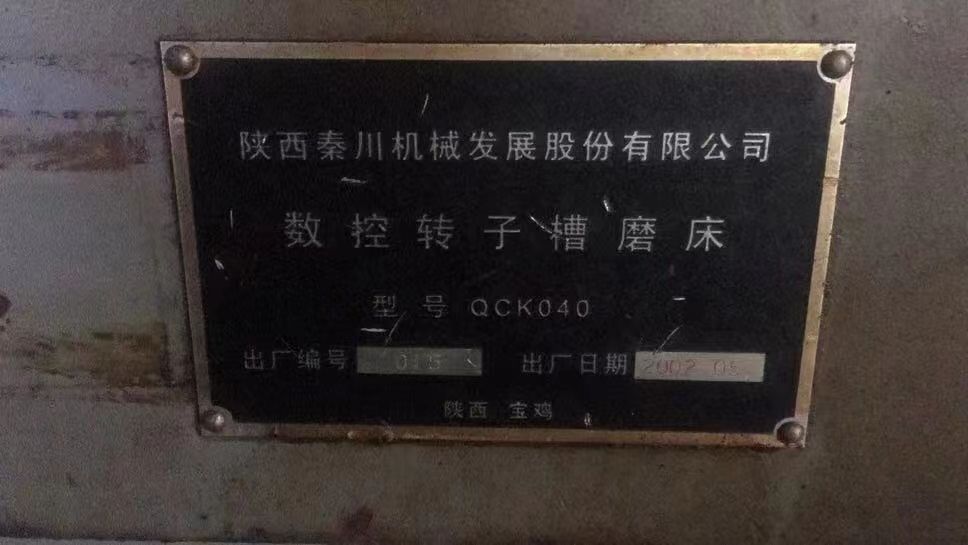 陕西秦川机械发展股份有限公司
数控转子槽磨床
型号 QCK040
出厂编号 015 出厂日期 2002 05
陕西 宝鸡